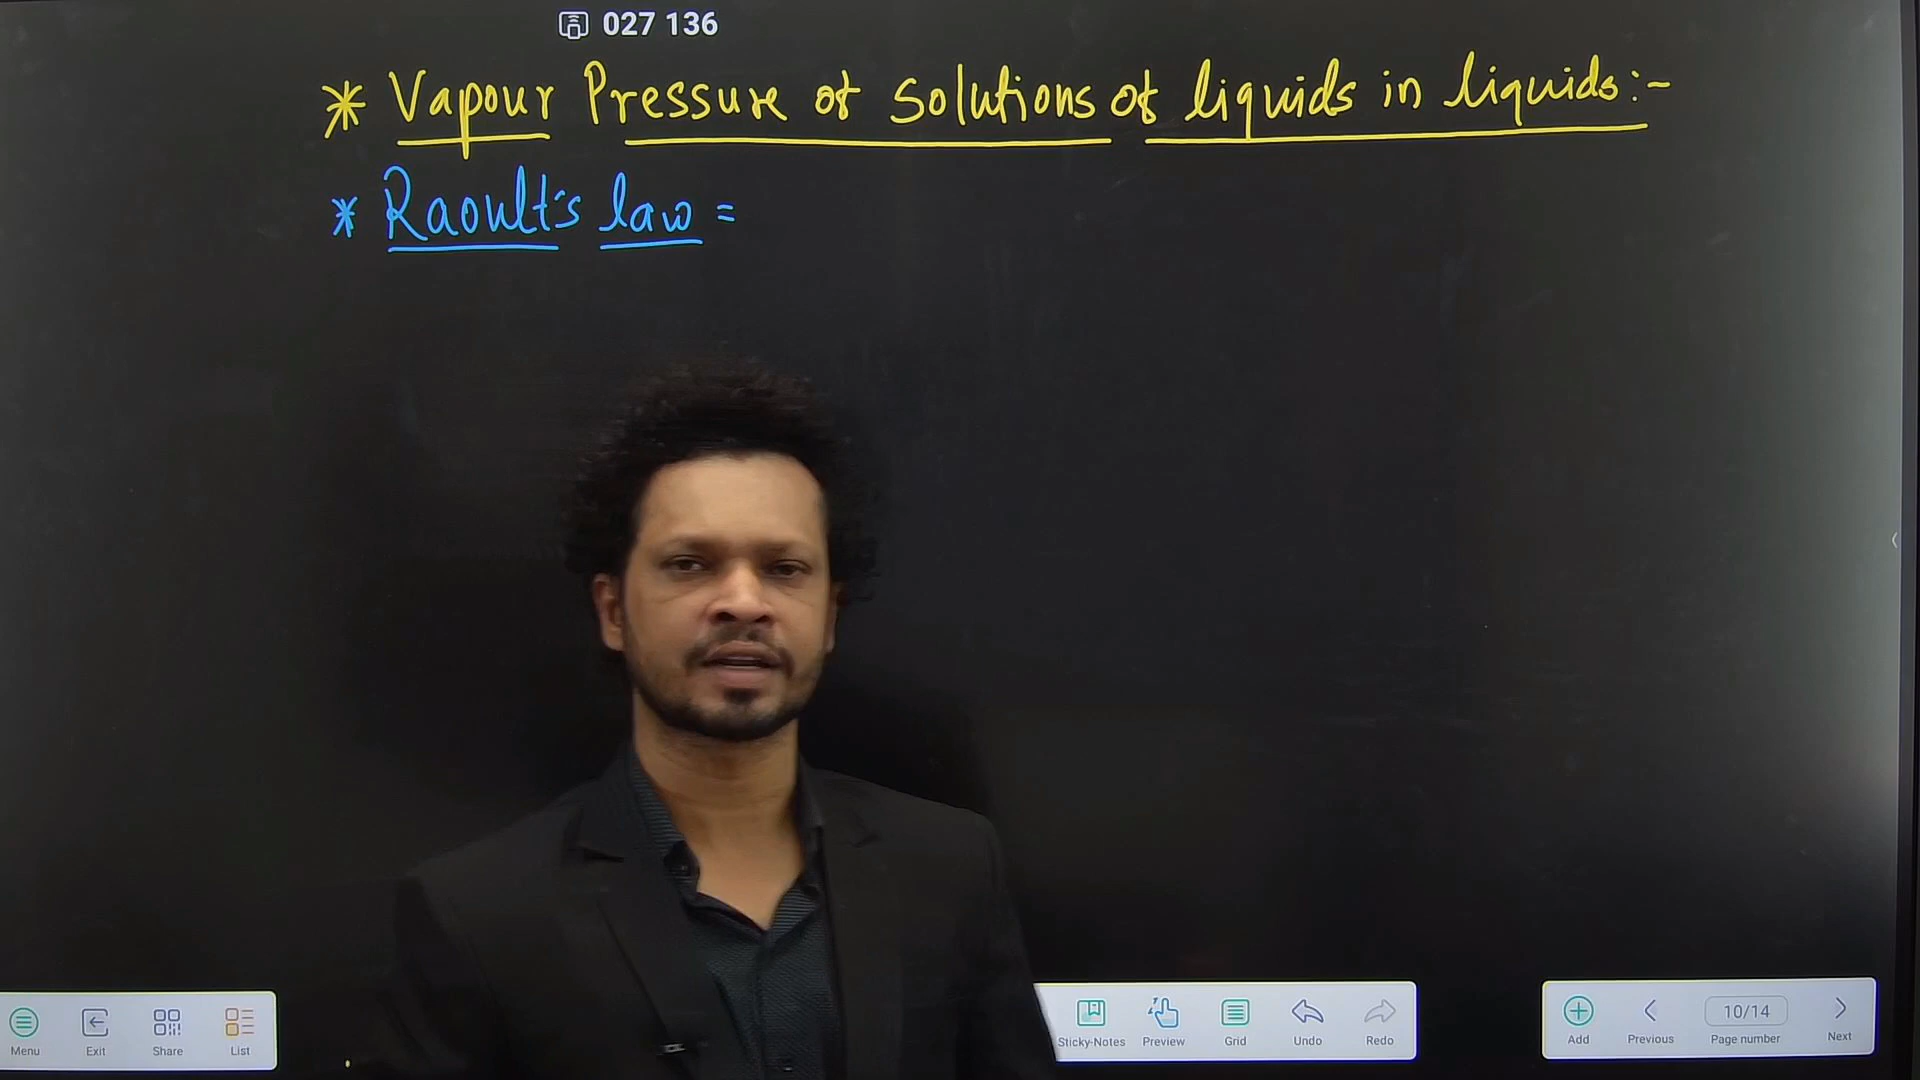 027 136
* Vapour Pressure of solutions of liquids in liquids:-
* Raoult's law =
Menu Exit Share List Sticky-Notes Preview Grid Undo Redo Add Previous 10/14 Page number Next